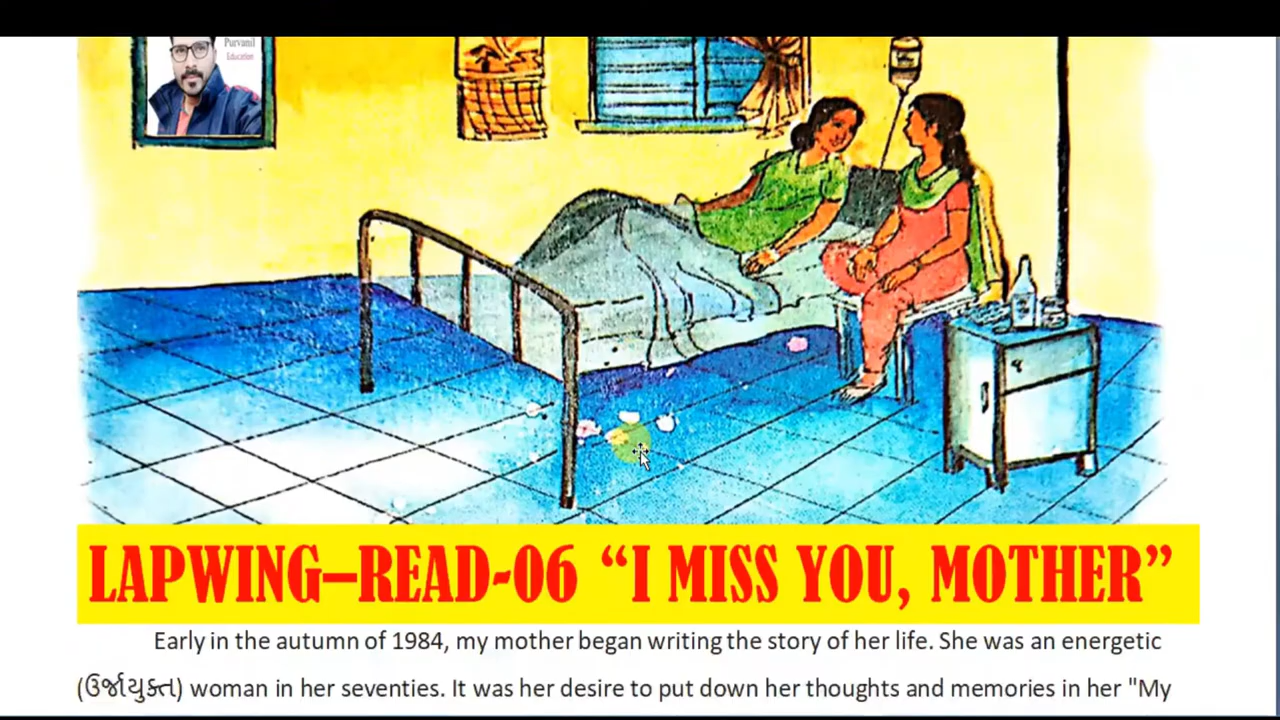 Purvanil
Education
LAPWING–READ-06 “I MISS YOU, MOTHER”
Early in the autumn of 1984, my mother began writing the story of her life. She was an energetic
(ઉર્જાયુક્ત) woman in her seventies. It was her desire to put down her thoughts and memories in her "My